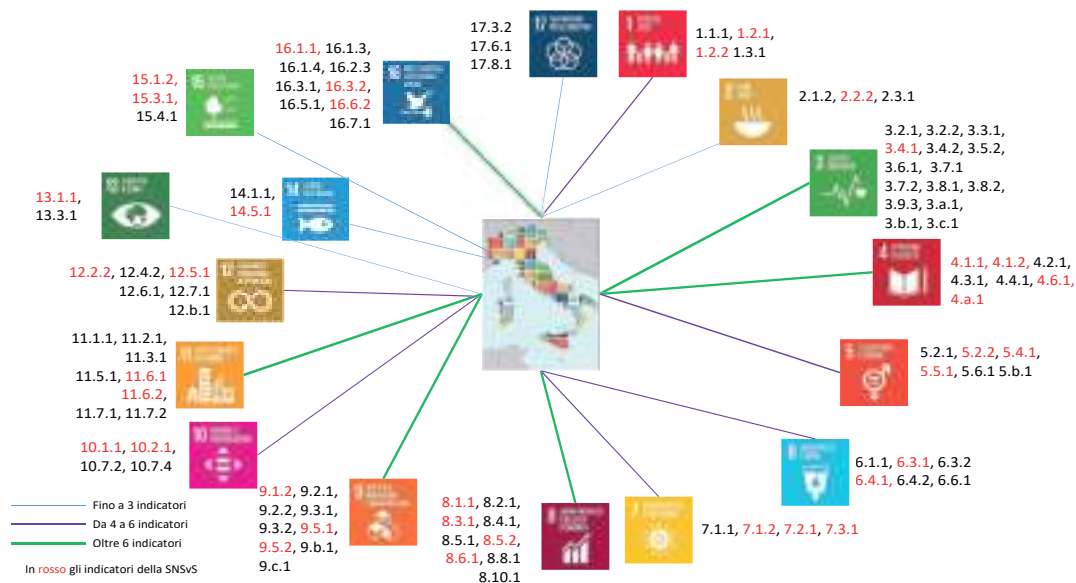 17
17.3.2
17.6.1
17.8.1
1
1.1.1, 1.2.1,
1.2.2 1.3.1
16.1.1, 16.1.3,
16.1.4, 16.2.3
16.3.1, 16.3.2,
16.5.1, 16.6.2
16.7.1
16
2.1.2, 2.2.2, 2.3.1
15.1.2,
15.3.1,
15.4.1
15
3
3.2.1, 3.2.2, 3.3.1,
3.4.1, 3.4.2, 3.5.2,
3.6.1, 3.7.1
3.7.2, 3.8.1, 3.8.2,
3.9.3, 3.a.1,
3.b.1, 3.c.1
13.1.1,
13.3.1
13
14.1.1,
14.5.1
14
4
4.1.1, 4.1.2, 4.2.1,
4.3.1, 4.4.1, 4.6.1,
4.a.1
12.2.2, 12.4.2, 12.5.1
12.6.1, 12.7.1
12.b.1
12
5
5.2.1, 5.2.2, 5.4.1,
5.5.1, 5.6.1 5.b.1
11.1.1, 11.2.1,
11.3.1
11.5.1, 11.6.1
11.6.2,
11.7.1, 11.7.2
11
10.1.1, 10.2.1,
10.7.2, 10.7.4
10
6
6.1.1, 6.3.1, 6.3.2
6.4.1, 6.4.2, 6.6.1
9.1.2, 9.2.1,
9.2.2, 9.3.1,
9.3.2, 9.5.1,
9.5.2, 9.b.1,
9.c.1
9
8.1.1, 8.2.1,
8.3.1, 8.4.1,
8.5.1, 8.5.2,
8.6.1, 8.8.1
8.10.1
8
7
7.1.1, 7.1.2, 7.2.1, 7.3.1
Fino a 3 indicatori
Da 4 a 6 indicatori
Oltre 6 indicatori
In rosso gli indicatori della SNSvS